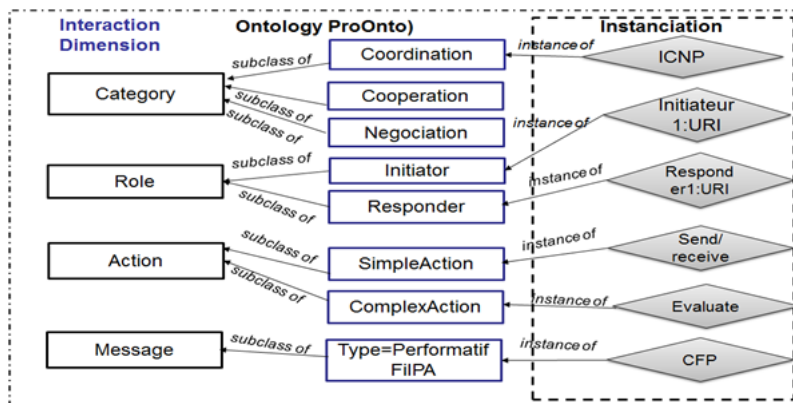 Interaction
Dimension
Ontology ProOnto)
Instanciation
subclass of
Coordination
instance of
ICNP
Category
subclass of
Cooperation
subclass of
Negociation
instance of
Initiateur
1:URI
subclass of
Initiator
Role
subclass of
Responder
instance of
Respond
er1:URI
Action
subclass of
SimpleAction
instance of
Send/
receive
subclass of
ComplexAction
instance of
Evaluate
Message
subclass of
Type=Performatif
FiIPA
instance of
CFP